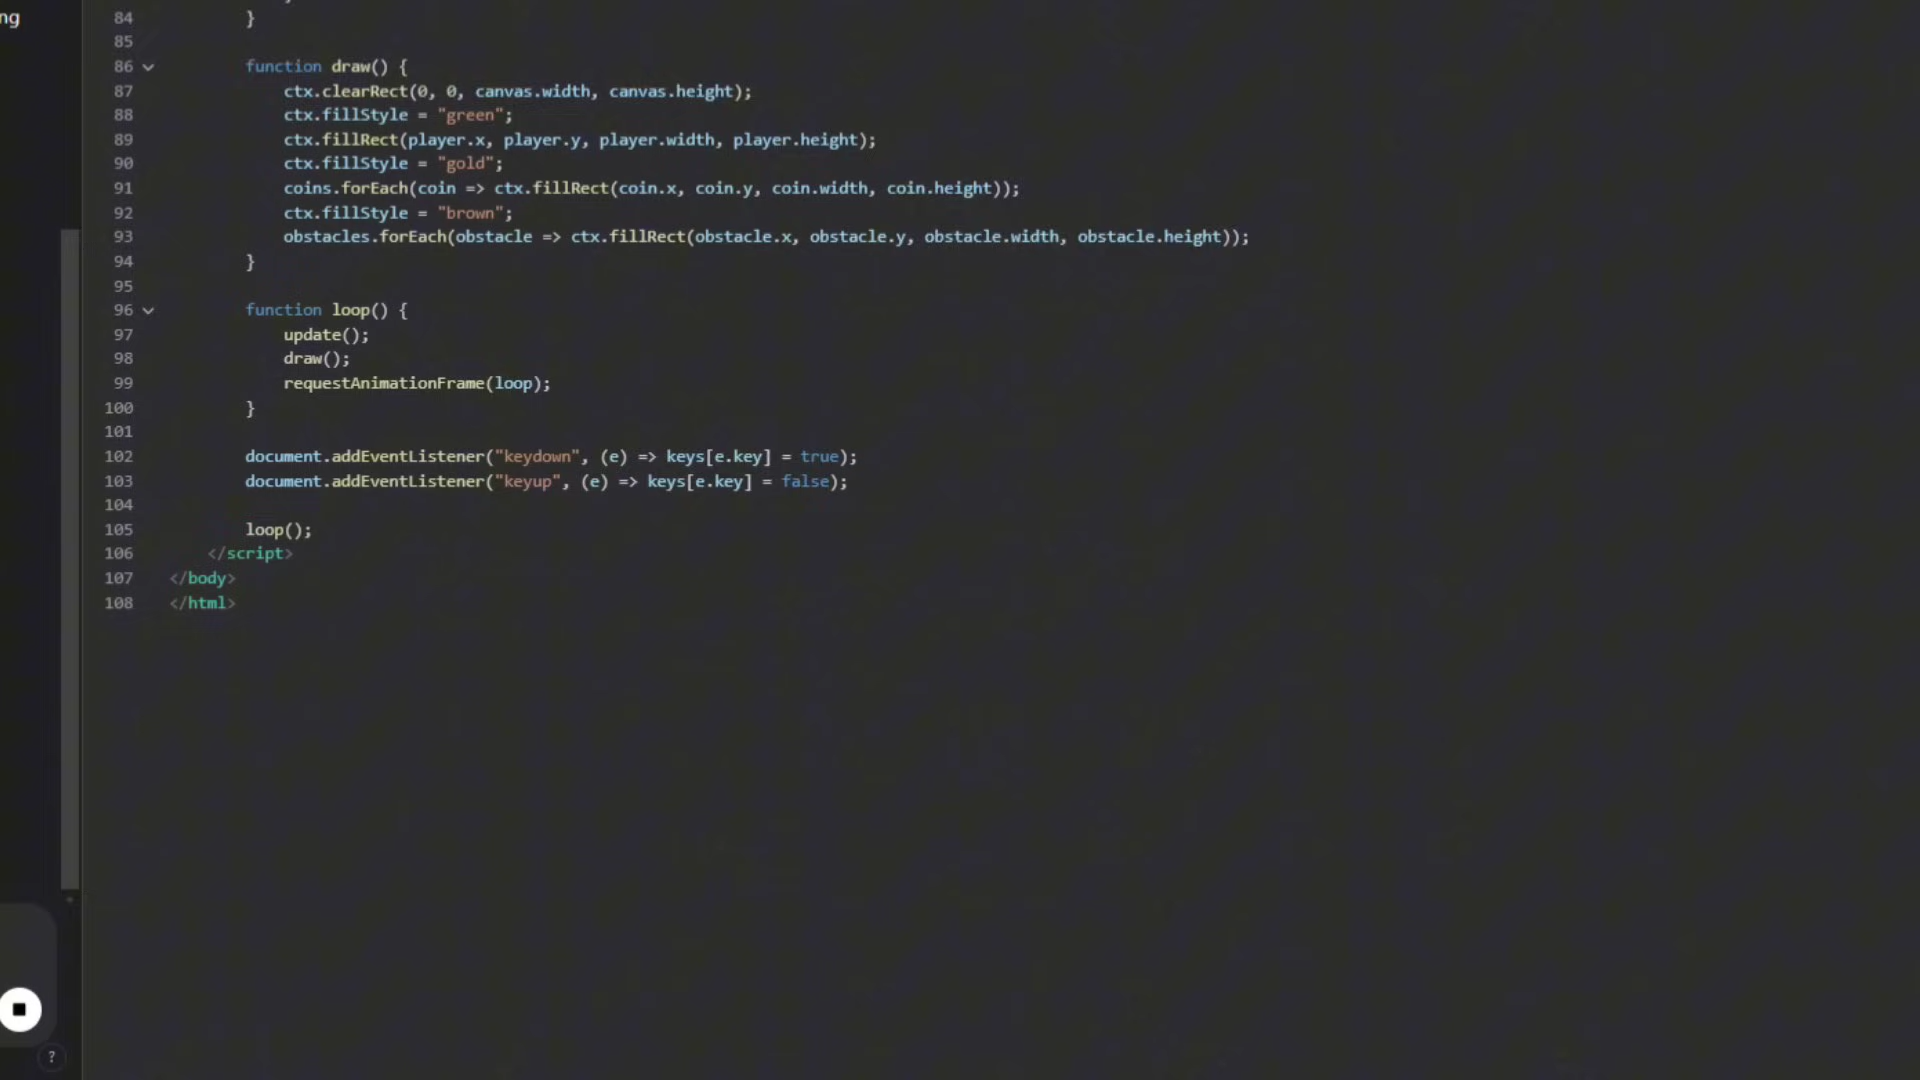 ng
84 }
85
86 function draw() {
87 ctx.clearRect(0, 0, canvas.width, canvas.height);
88 ctx.fillStyle = "green";
89 ctx.fillRect(player.x, player.y, player.width, player.height);
90 ctx.fillStyle = "gold";
91 coins.forEach(coin => ctx.fillRect(coin.x, coin.y, coin.width, coin.height));
92 ctx.fillStyle = "brown";
93 obstacles.forEach(obstacle => ctx.fillRect(obstacle.x, obstacle.y, obstacle.width, obstacle.height));
94 }
95
96 function loop() {
97 update();
98 draw();
99 requestAnimationFrame(loop);
100 }
101
102 document.addEventListener("keydown", (e) => keys[e.key] = true);
103 document.addEventListener("keyup", (e) => keys[e.key] = false);
104
105 loop();
106 </script>
107 </body>
108 </html>
?